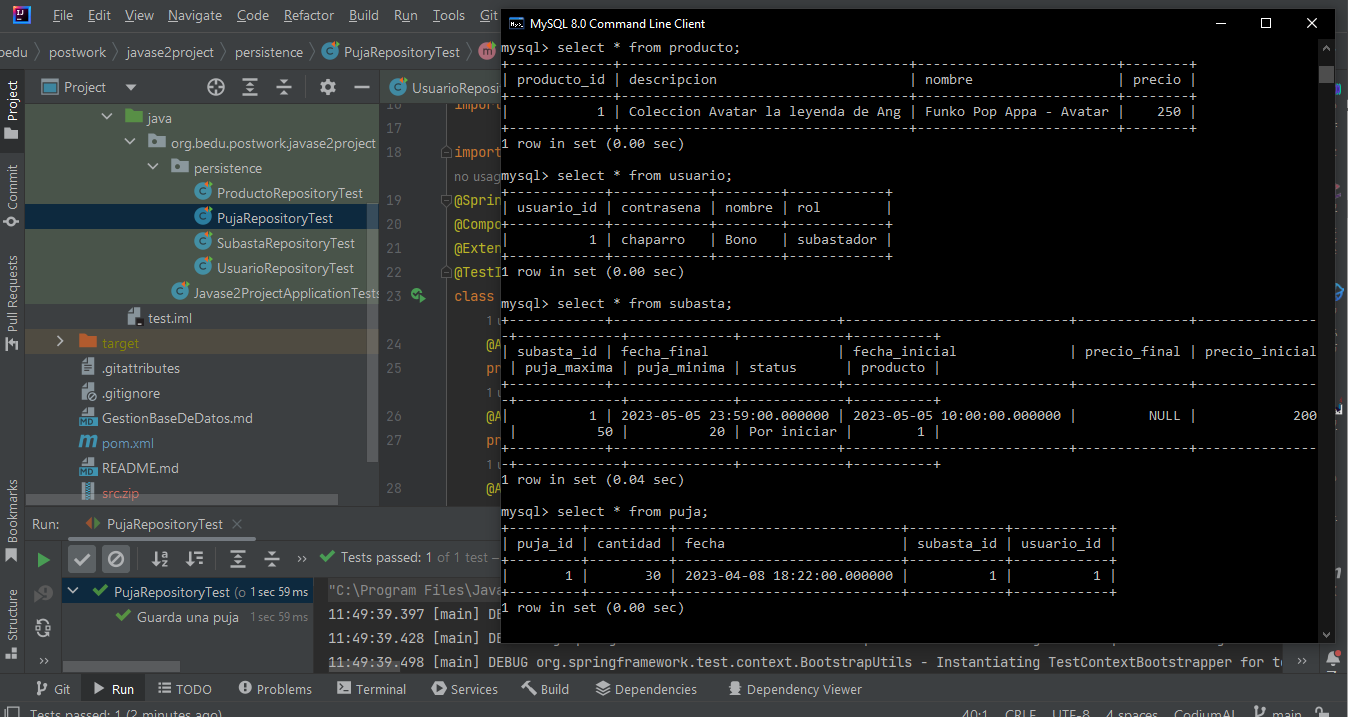 File Edit View Navigate Code Refactor Build Run Tools Git
bedu postwork javase2project persistence PujaRepositoryTest m
Project
Project
Commit
Pull Requests
Bookmarks
Structure
java
org.bedu.postwork.javase2project
persistence
ProductoRepositoryTest
PujaRepositoryTest
SubastaRepositoryTest
UsuarioRepositoryTest
Javase2ProjectApplicationTests
test.iml
target
.gitattributes
.gitignore
GestionBaseDeDatos.md
pom.xml
README.md
src.zip
UsuarioReposi
16 import
17
18 import
no usag
19 @Sprin
20 @Compo
21 @Exten
22 @TestI
23 class
1 u
24 @A
25 pr
1 u
26 @A
27 pr
1 u
28 @A
MySQL 8.0 Command Line Client
mysql> select * from producto;
+-------------+------------------------------------+-------------------------+--------+
| producto_id | descripcion | nombre | precio |
+-------------+------------------------------------+-------------------------+--------+
| 1 | Coleccion Avatar la leyenda de Ang | Funko Pop Appa - Avatar | 250 |
+-------------+------------------------------------+-------------------------+--------+
1 row in set (0.00 sec)
mysql> select * from usuario;
+------------+------------+--------+------------+
| usuario_id | contrasena | nombre | rol |
+------------+------------+--------+------------+
| 1 | chaparro | Bono | subastador |
+------------+------------+--------+------------+
1 row in set (0.00 sec)
mysql> select * from subasta;
+------------+----------------------------+----------------------------+--------------+---------------
-+-------------+-------------+-------------+----------+
| subasta_id | fecha_final | fecha_inicial | precio_final | precio_inicial
| puja_maxima | puja_minima | status | producto |
+------------+----------------------------+----------------------------+--------------+---------------
-+-------------+-------------+-------------+----------+
| 1 | 2023-05-05 23:59:00.000000 | 2023-05-05 10:00:00.000000 | NULL | 200
| 50 | 20 | Por iniciar | 1 |
+------------+----------------------------+----------------------------+--------------+---------------
-+-------------+-------------+-------------+----------+
1 row in set (0.04 sec)
mysql> select * from puja;
+---------+----------+----------------------------+------------+------------+
| puja_id | cantidad | fecha | subasta_id | usuario_id |
+---------+----------+----------------------------+------------+------------+
| 1 | 30 | 2023-04-08 18:22:00.000000 | 1 | 1 |
+---------+----------+----------------------------+------------+------------+
1 row in set (0.00 sec)
Run: PujaRepositoryTest
Tests passed: 1 of 1 test –
PujaRepositoryTest (o 1 sec 59 ms
Guarda una puja 1 sec 59 ms
"C:\Program Files\Java
11:49:39.397 [main] DE
11:49:39.428 [main] DE
11:49:39.498 [main] DEBUG org.springframework.test.context.BootstrapUtils - Instantiating TestContextBootstrapper for te
Git Run TODO Problems Terminal Services Build Dependencies Dependency Viewer
Tests passed: 1 (2 minutes ago) 40:1 CRLF UTF-8 4 spaces CodiumAI main